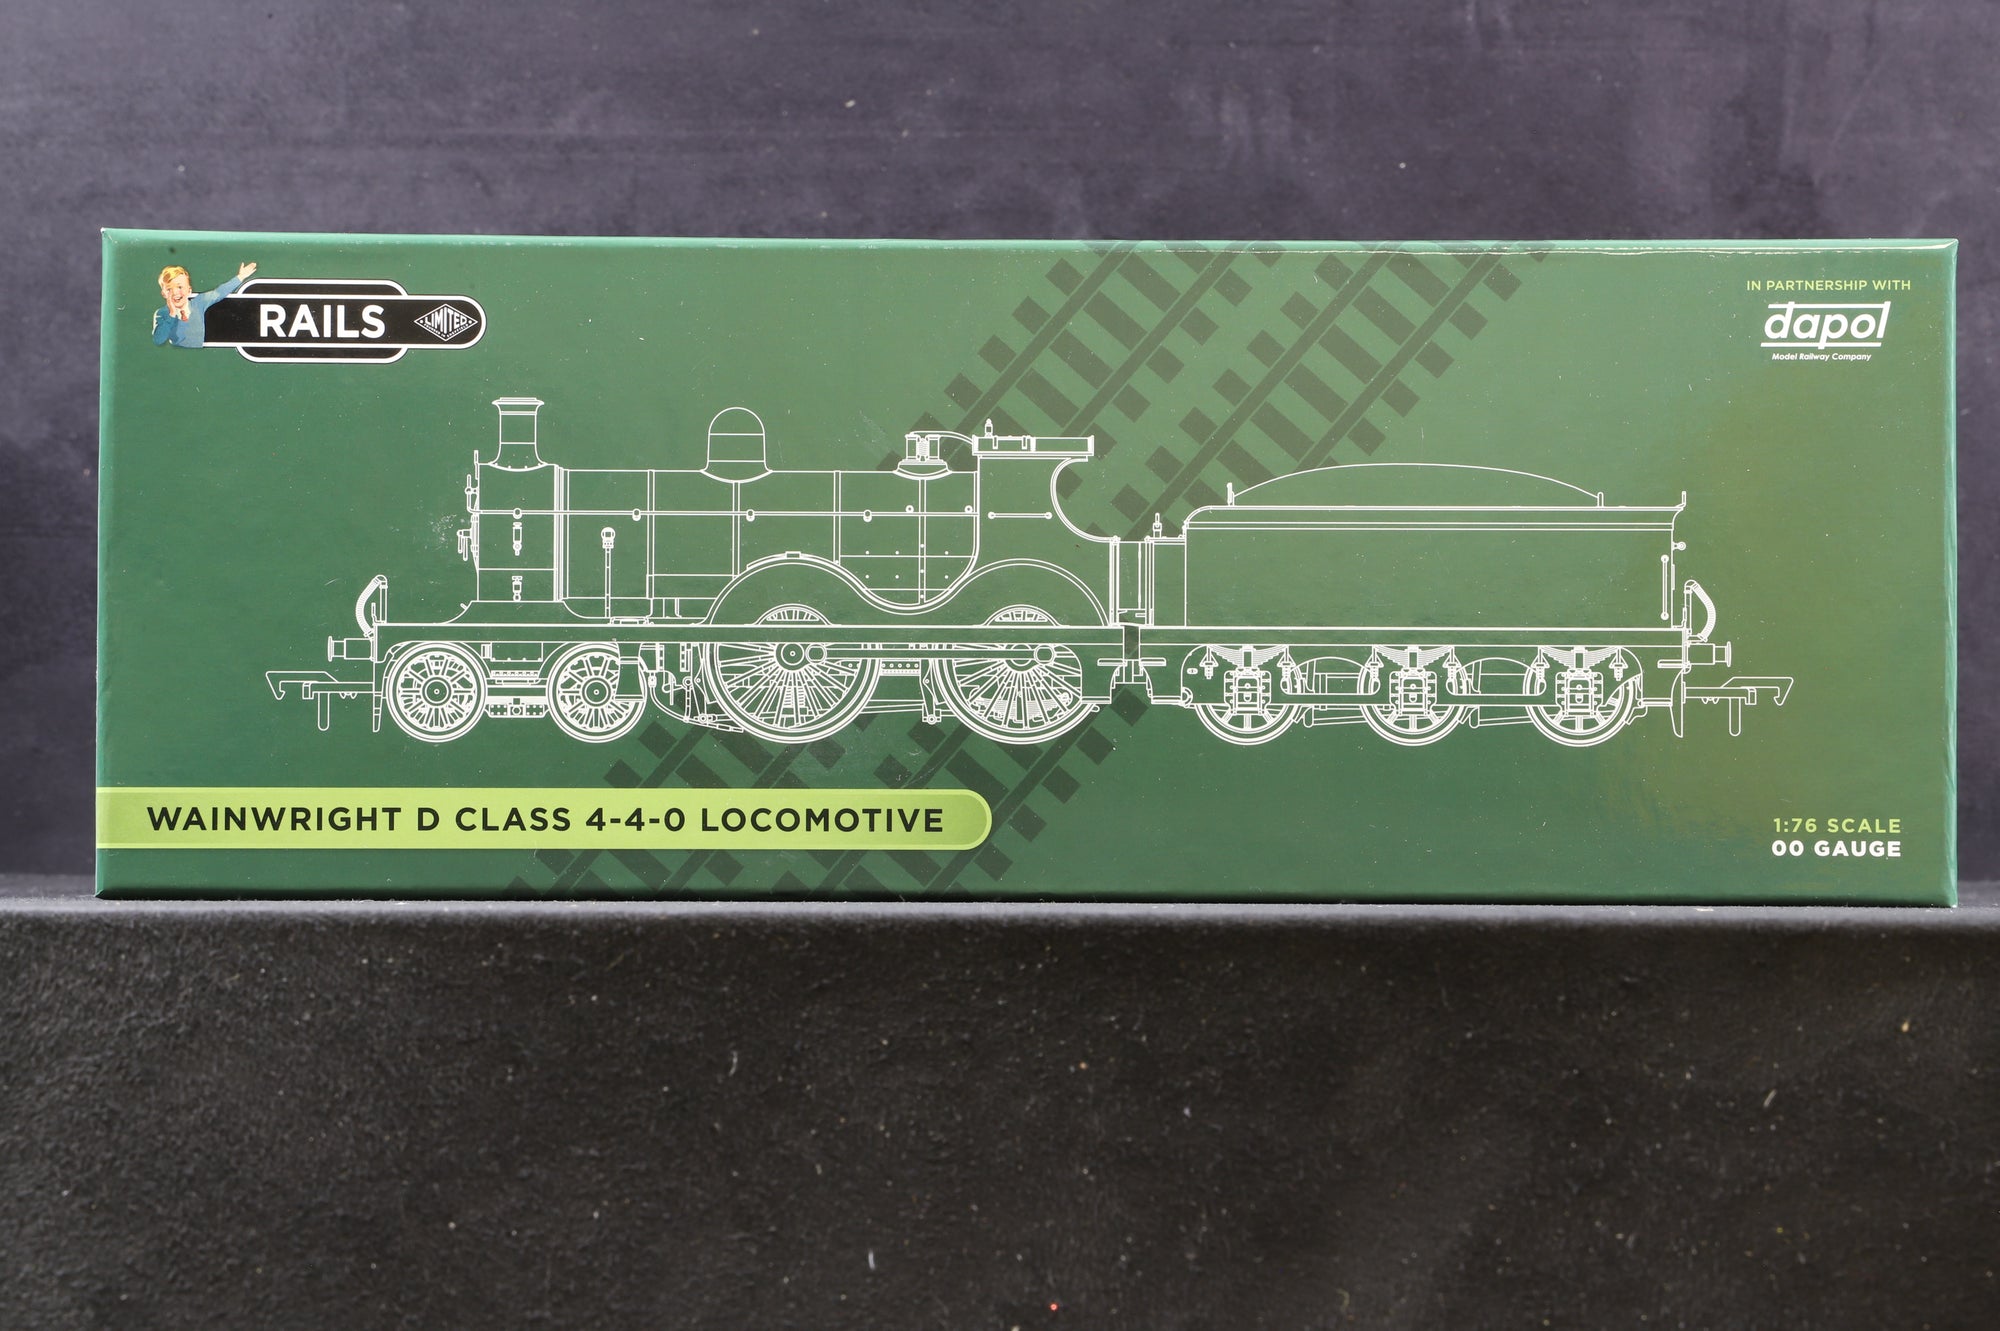 RAILS
LIMITED
IN PARTNERSHIP WITH
dapol
Model Railway Company
WAINWRIGHT D CLASS 4-4-0 LOCOMOTIVE
1:76 SCALE
00 GAUGE